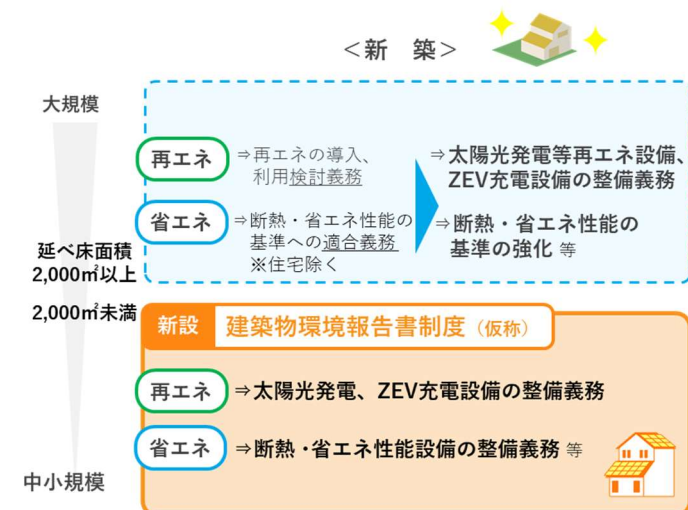 ＜新　築＞
大規模
再エネ
⇒再エネの導入、
利用検討義務
⇒太陽光発電等再エネ設備、
ZEV充電設備の整備義務
省エネ
⇒断熱・省エネ性能の
基準への適合義務
※住宅除く
⇒断熱・省エネ性能の
基準の強化 等
延べ床面積
2,000㎡以上
2,000㎡未満
新設
建築物環境報告書制度（仮称）
再エネ
⇒太陽光発電、ZEV充電設備の整備義務
省エネ
⇒断熱・省エネ性能設備の整備義務 等
中小規模